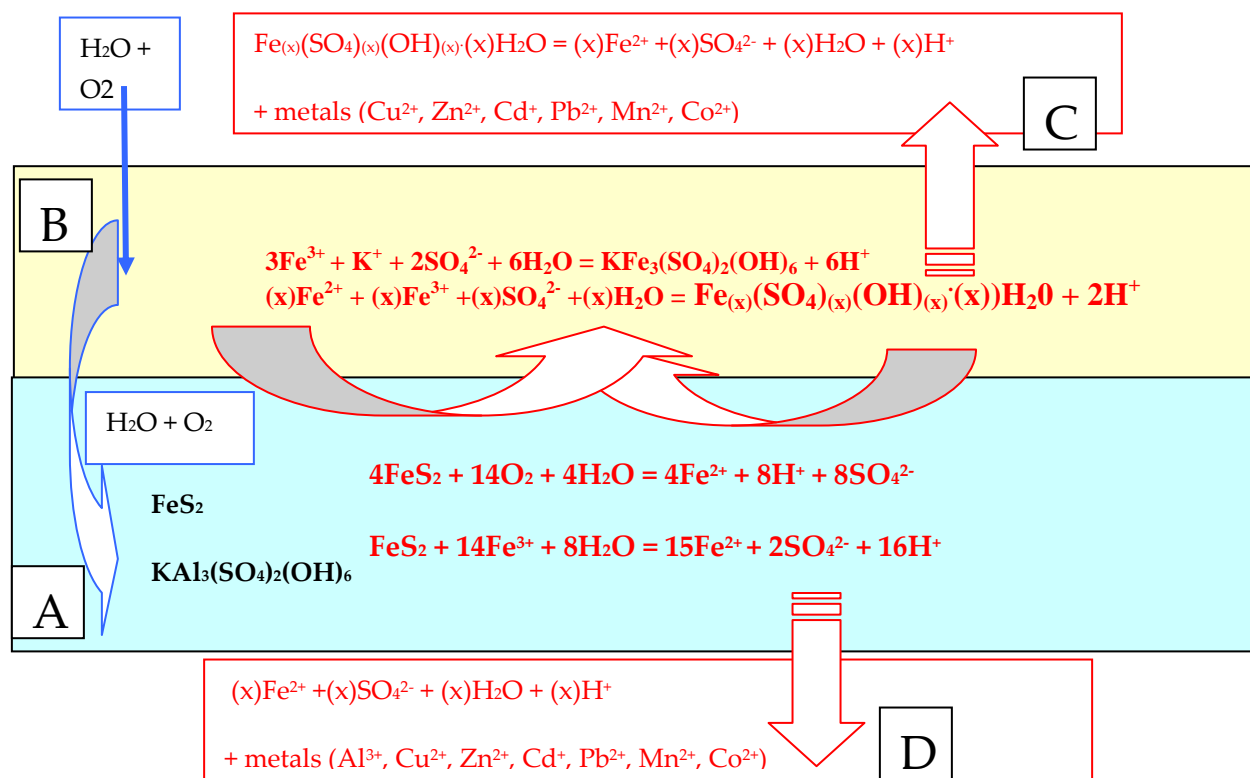 H₂O +
O2
Fe₍ₓ₎(SO₄)₍ₓ₎(OH)₍ₓ₎·(x)H₂O = (x)Fe²⁺ +(x)SO₄²⁻ + (x)H₂O + (x)H⁺
+ metals (Cu²⁺, Zn²⁺, Cd⁺, Pb²⁺, Mn²⁺, Co²⁺)
C
B
3Fe³⁺ + K⁺ + 2SO₄²⁻ + 6H₂O = KFe₃(SO₄)₂(OH)₆ + 6H⁺
(x)Fe²⁺ + (x)Fe³⁺ +(x)SO₄²⁻ +(x)H₂O = Fe₍ₓ₎(SO₄)₍ₓ₎(OH)₍ₓ₎·(x))H₂0 + 2H⁺
H₂O + O₂
4FeS₂ + 14O₂ + 4H₂O = 4Fe²⁺ + 8H⁺ + 8SO₄²⁻
FeS₂
FeS₂ + 14Fe³⁺ + 8H₂O = 15Fe²⁺ + 2SO₄²⁻ + 16H⁺
KAl₃(SO₄)₂(OH)₆
A
(x)Fe²⁺ +(x)SO₄²⁻ + (x)H₂O + (x)H⁺
+ metals (Al³⁺, Cu²⁺, Zn²⁺, Cd⁺, Pb²⁺, Mn²⁺, Co²⁺)
D